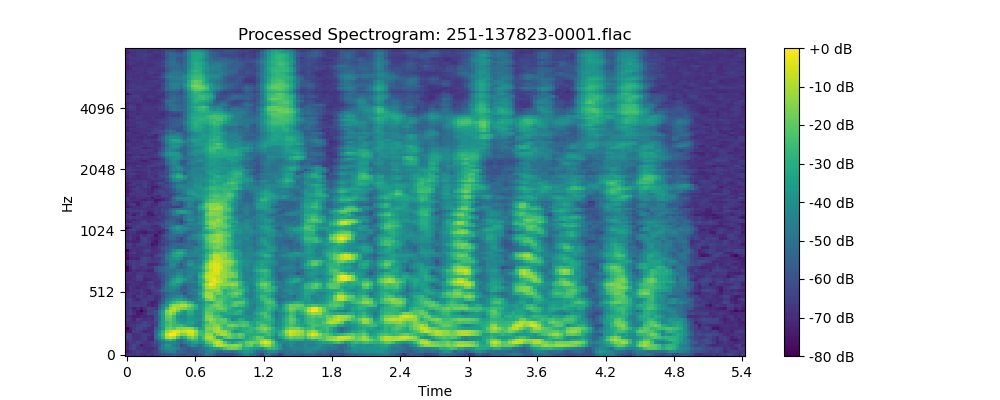 Processed Spectrogram: 251-137823-0001.flac
+0 dB
-10 dB
-20 dB
-30 dB
-40 dB
-50 dB
-60 dB
-70 dB
-80 dB
4096
2048
1024
512
0
Hz
0 0.6 1.2 1.8 2.4 3 3.6 4.2 4.8 5.4
Time